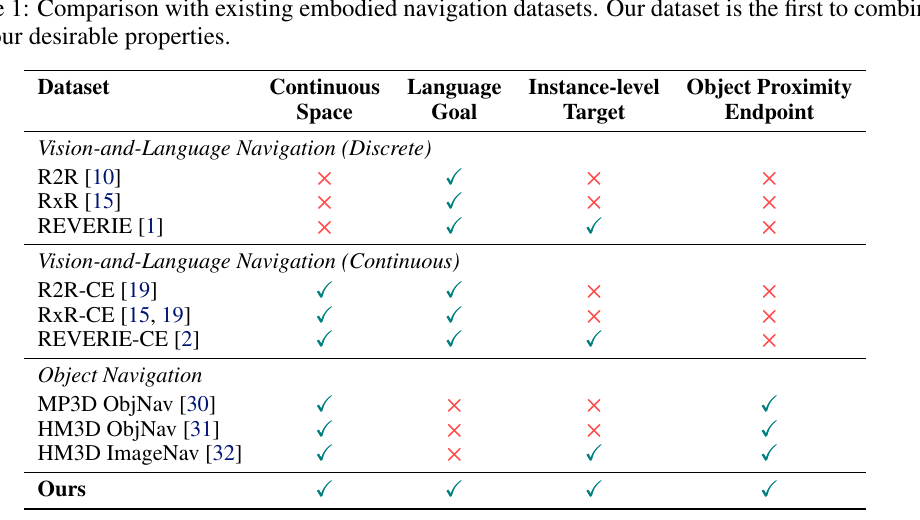 e 1: Comparison with existing embodied navigation datasets. Our dataset is the first to combin
our desirable properties.
Dataset Continuous Space Language Goal Instance-level Target Object Proximity Endpoint
Vision-and-Language Navigation (Discrete)
R2R [10] × ✓ × ×
RxR [15] × ✓ × ×
REVERIE [1] × ✓ ✓ ×
Vision-and-Language Navigation (Continuous)
R2R-CE [19] ✓ ✓ × ×
RxR-CE [15, 19] ✓ ✓ × ×
REVERIE-CE [2] ✓ ✓ ✓ ×
Object Navigation
MP3D ObjNav [30] ✓ × × ✓
HM3D ObjNav [31] ✓ × × ✓
HM3D ImageNav [32] ✓ × ✓ ✓
Ours ✓ ✓ ✓ ✓